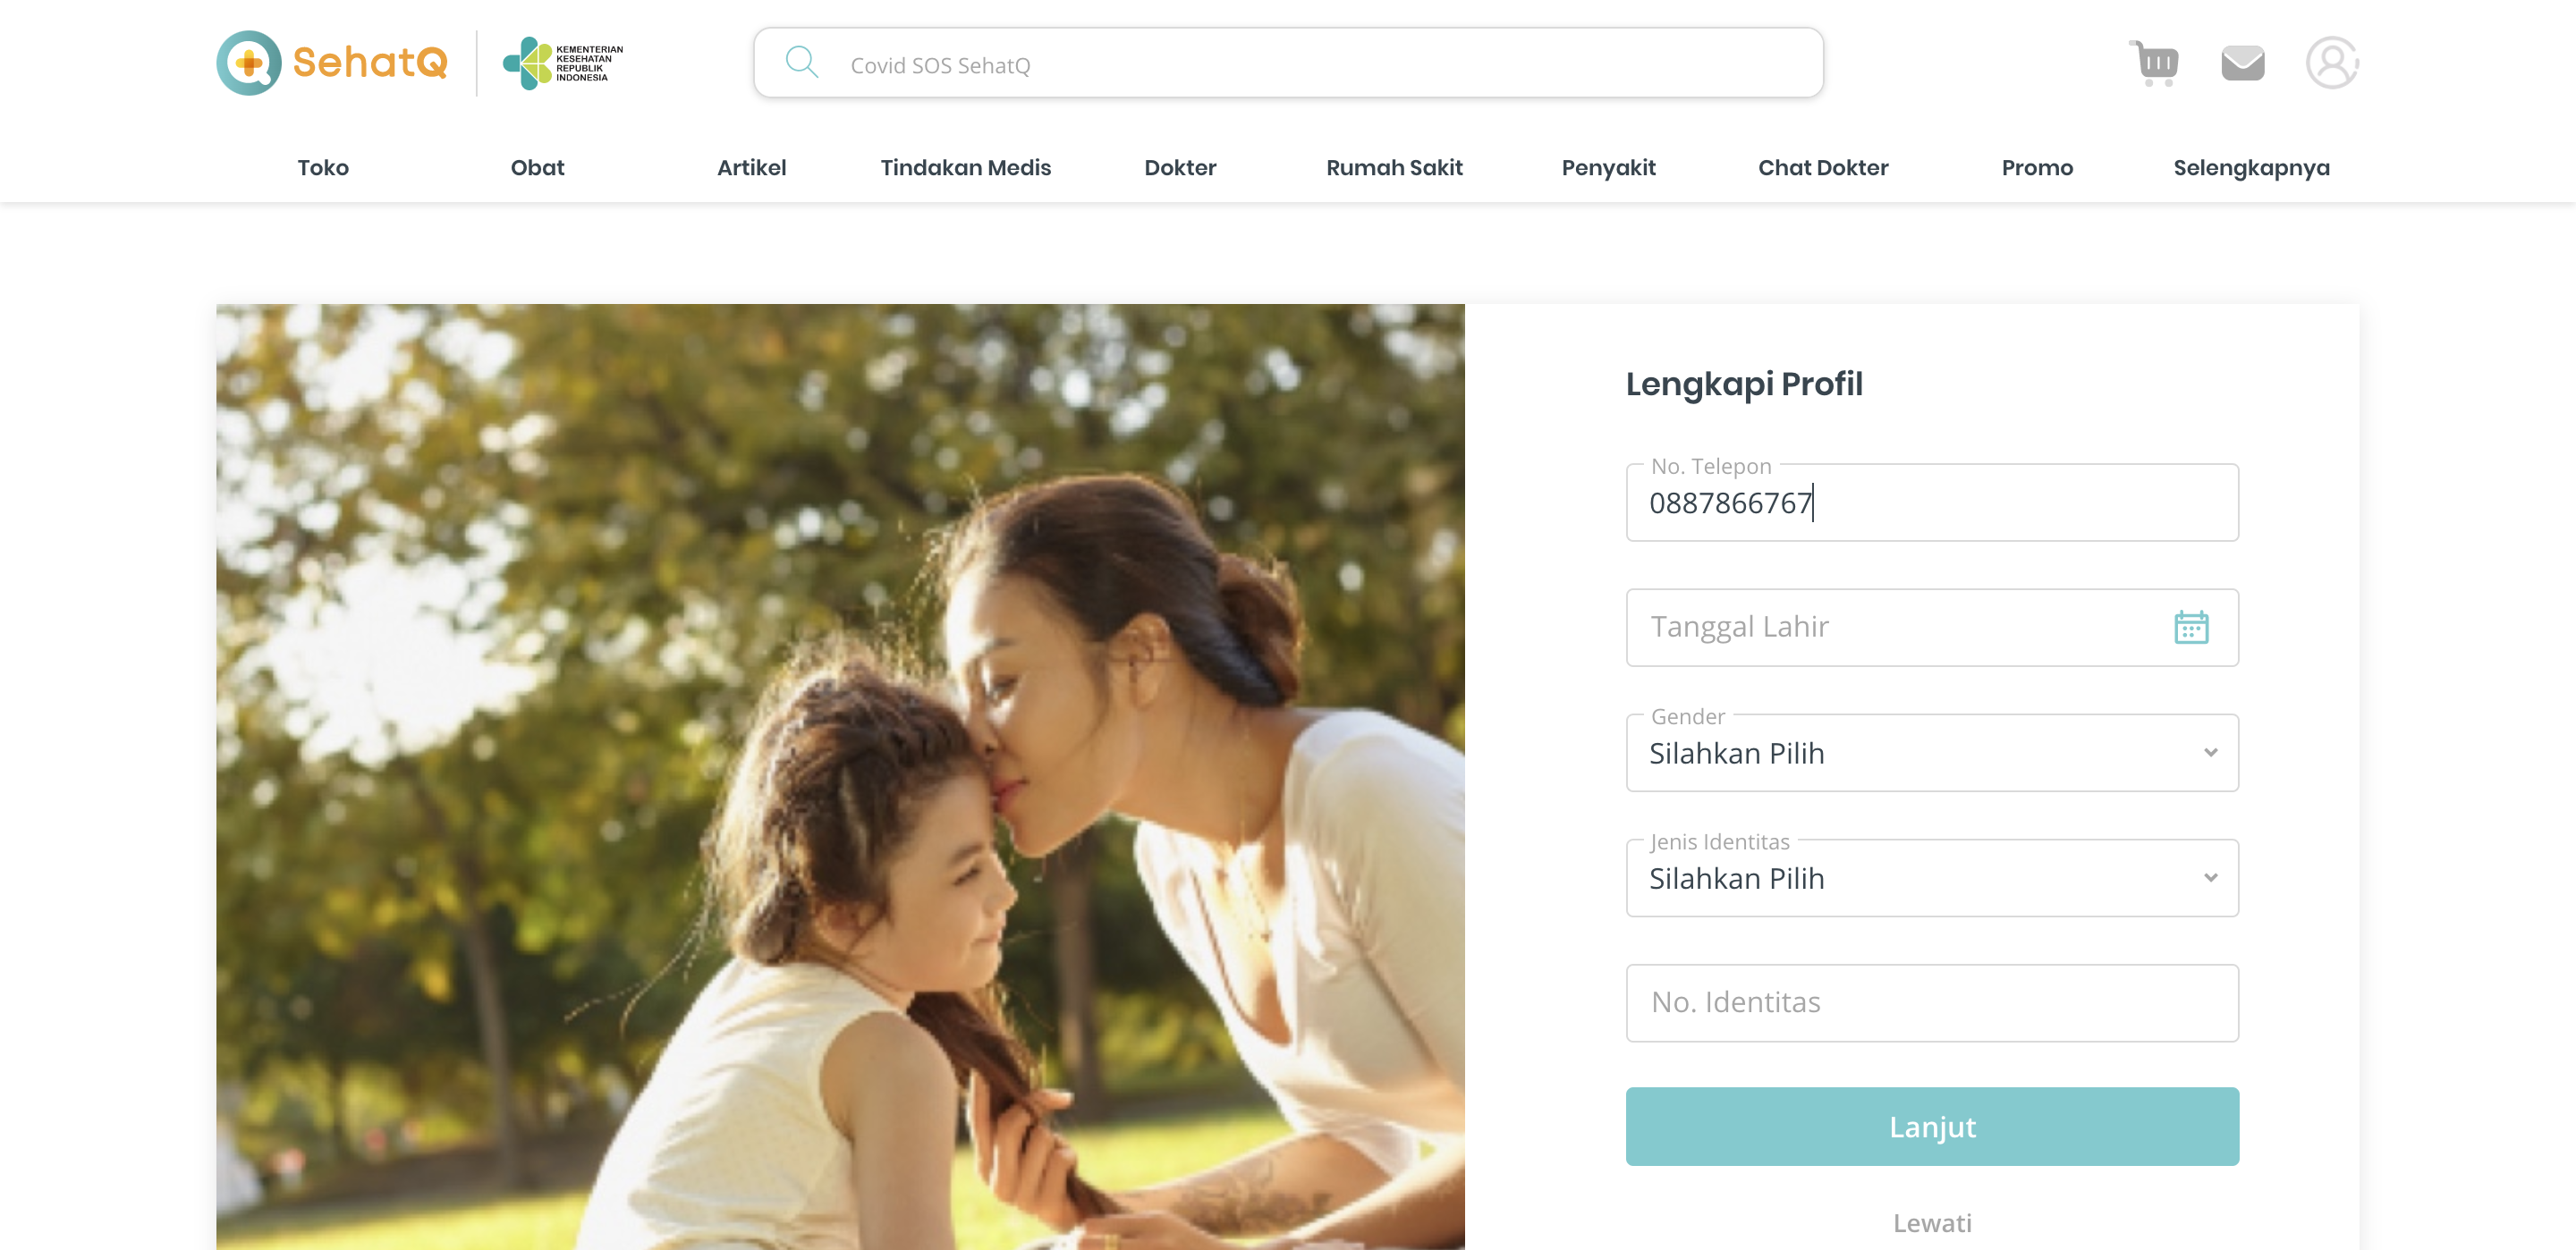 SehatQ
KEMENTERIAN
KESEHATAN
REPUBLIK
INDONESIA
Covid SOS SehatQ
Toko Obat Artikel Tindakan Medis Dokter Rumah Sakit Penyakit Chat Dokter Promo Selengkapnya
Lengkapi Profil
No. Telepon
0887866767
Tanggal Lahir
Gender
Silahkan Pilih
Jenis Identitas
Silahkan Pilih
No. Identitas
Lanjut
Lewati